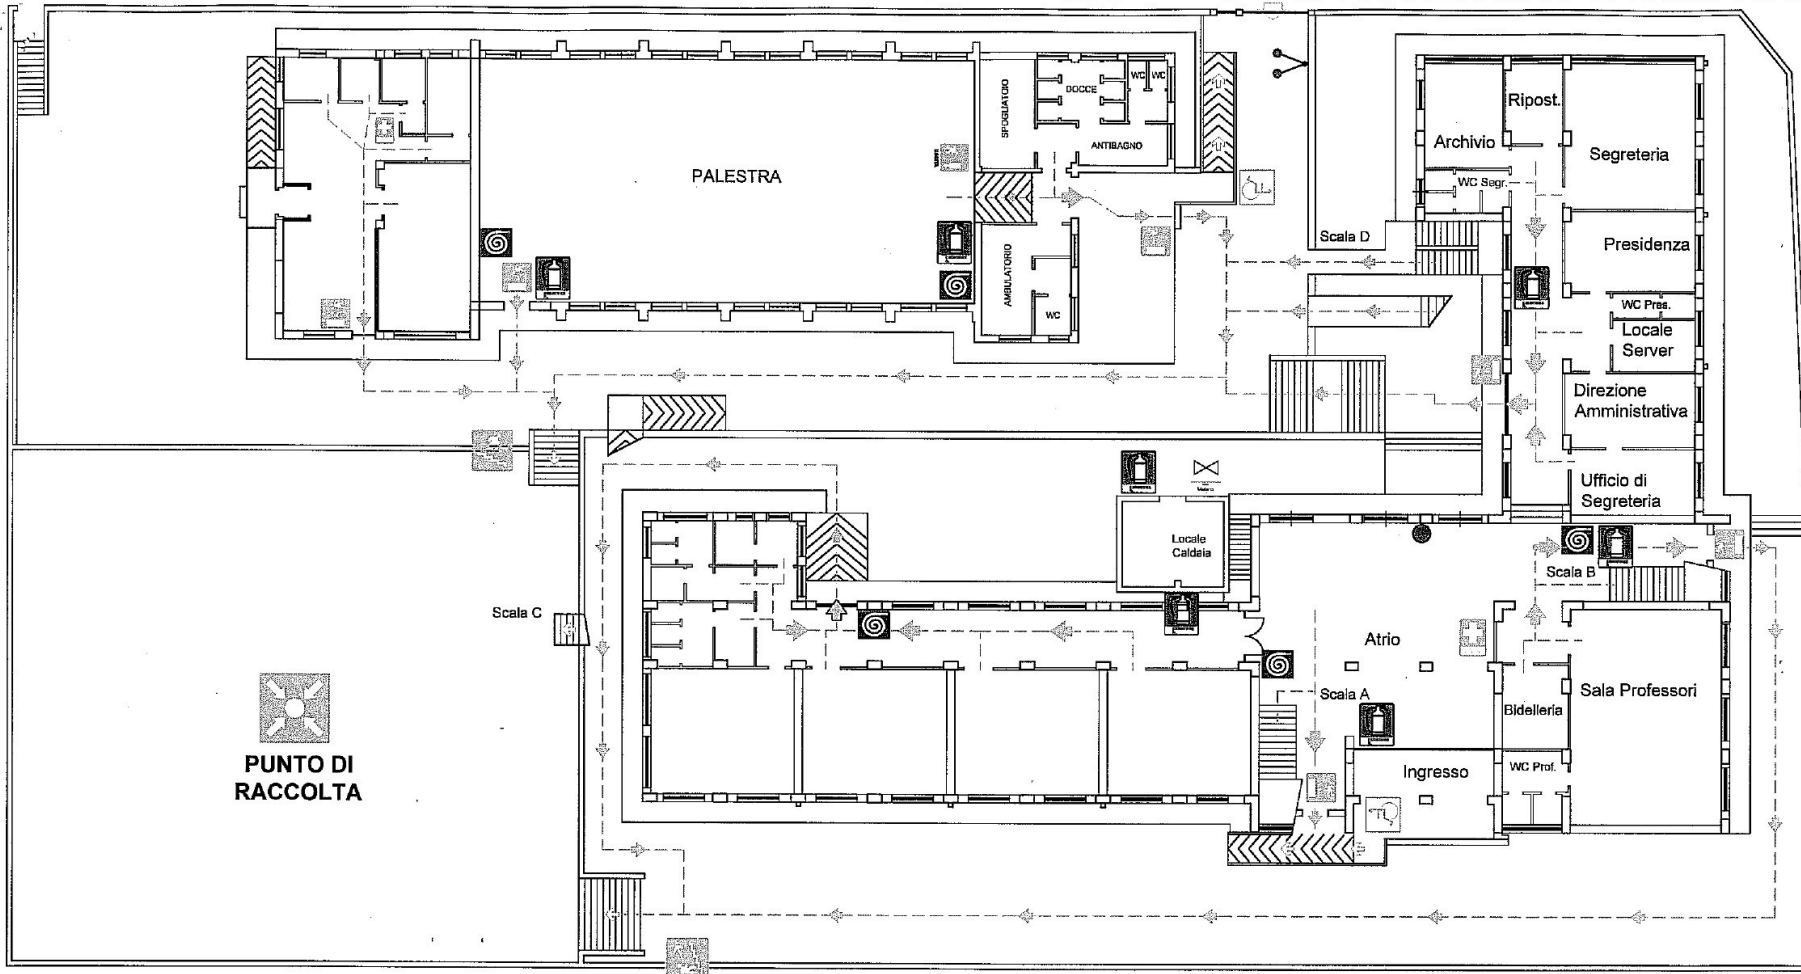 WC
WC
DOCCE
SPOGLIATOIO
ANTIBAGNO
PALESTRA
AMBULATORIO
WC
Ripost.
Archivio
Segreteria
WC Segr.
Scala D
Presidenza
WC Pres.
Locale
Server
Direzione
Amministrativa
Ufficio di
Segreteria
Locale
Caldaia
Scala B
Scala C
Atrio
Scala A
Sala Professori
Bidelleria
Ingresso
WC Prof.
PUNTO DI
RACCOLTA